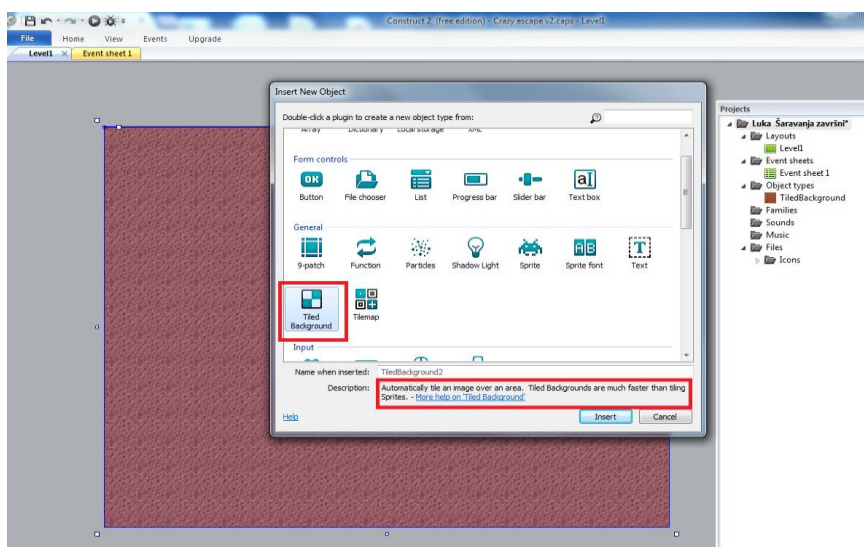 Construct 2 (free edition) - Crazy escape v2.capx - Level1
File Home View Events Upgrade
Level1 × Event sheet 1
Insert New Object
Double-click a plugin to create a new object type from:
Array Dictionary Local storage XML
Form controls
OK
aI
Button File chooser List Progress bar Slider bar Text box
General
T
9-patch Function Particles Shadow Light Sprite Sprite font Text
Tiled Background Tilemap
Input
Name when inserted: TiledBackground2
Description: Automatically tile an image over an area. Tiled Backgrounds are much faster than tiling
Sprites. - More help on 'Tiled Background'
Help Insert Cancel
Projects
Luka Šaravanja završni*
Layouts
Level1
Event sheets
Event sheet 1
Object types
TiledBackground
Families
Sounds
Music
Files
Icons